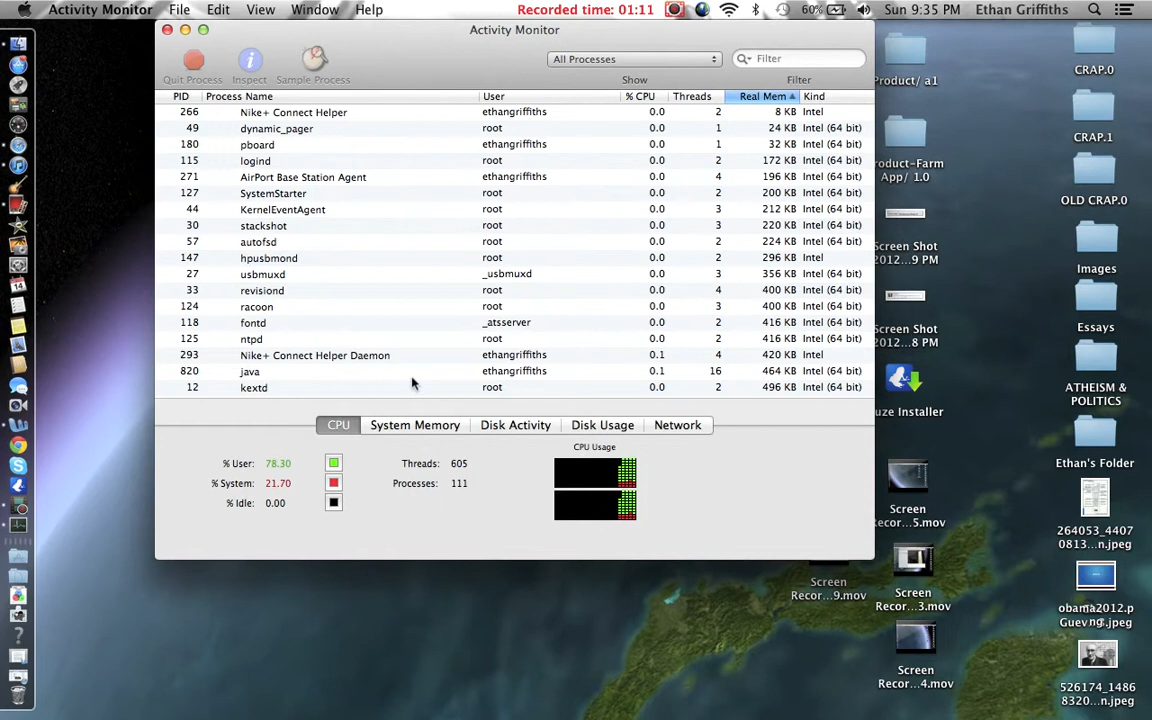 Activity Monitor File Edit View Window Help Recorded time: 01:11 60% Sun 9:35 PM Ethan Griffiths
Activity Monitor
Quit Process Inspect Sample Process All Processes Filter
Show Filter
PID Process Name User % CPU Threads Real Mem Kind
266 Nike+ Connect Helper ethangriffiths 0.0 2 8 KB Intel
49 dynamic_pager root 0.0 1 24 KB Intel (64 bit)
180 pboard ethangriffiths 0.0 1 32 KB Intel (64 bit)
115 logind root 0.0 2 172 KB Intel (64 bit)
271 AirPort Base Station Agent ethangriffiths 0.0 4 196 KB Intel (64 bit)
127 SystemStarter root 0.0 2 200 KB Intel (64 bit)
44 KernelEventAgent root 0.0 3 212 KB Intel (64 bit)
30 stackshot root 0.0 3 220 KB Intel (64 bit)
57 autofsd root 0.0 2 224 KB Intel (64 bit)
147 hpusbmond root 0.0 2 296 KB Intel
27 usbmuxd _usbmuxd 0.0 3 356 KB Intel (64 bit)
33 revisiond root 0.0 4 400 KB Intel (64 bit)
124 racoon root 0.0 3 400 KB Intel (64 bit)
118 fontd _atsserver 0.0 2 416 KB Intel (64 bit)
125 ntpd root 0.0 2 416 KB Intel (64 bit)
293 Nike+ Connect Helper Daemon ethangriffiths 0.1 4 420 KB Intel
820 java ethangriffiths 0.1 16 464 KB Intel (64 bit)
12 kextd root 0.0 2 496 KB Intel (64 bit)
CPU System Memory Disk Activity Disk Usage Network
CPU Usage
% User: 78.30 Threads: 605
% System: 21.70 Processes: 111
% Idle: 0.00
Product/ a1
roduct-Farm
App/ 1.0
Screen Shot
2012...9 PM
Screen Shot
2012...8 PM
uze Installer
Screen
Recor...5.mov
Screen
Recor...9.mov
Screen
Recor...3.mov
Screen
Recor...4.mov
CRAP.0
CRAP.1
OLD CRAP.0
Images
Essays
ATHEISM &
POLITICS
Ethan's Folder
264053_4407
0813...n.jpeg
obama2012.p
526174_1486
8320...n.jpeg
14